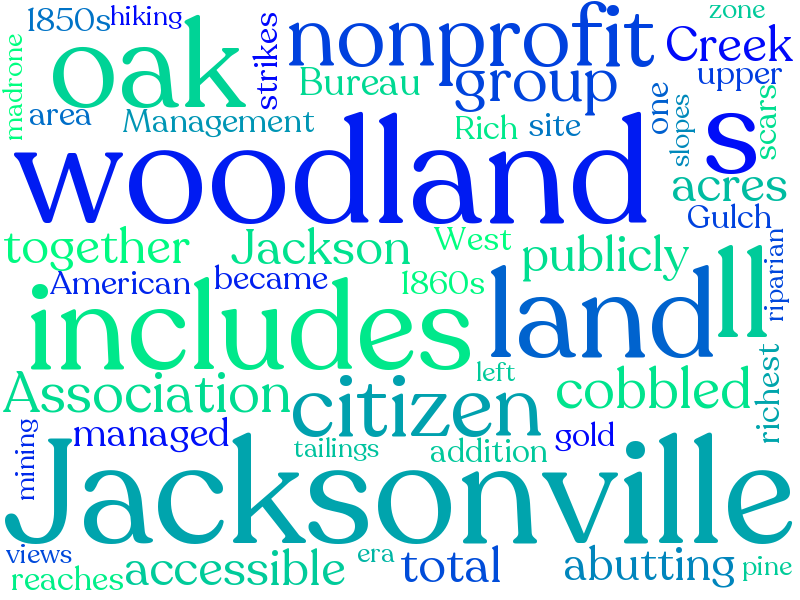 1850s hiking
oak
strikes
nonprofit
zone
Creek
madrone
area
Management
Bureau
group
upper
Rich
site
one
slopes
scars
woodland
s
acres
Gulch
together
Jackson
West
publicly
riparian
American
became
1860s
includes
land
ll
Association
left
citizen
cobbled
richest
mining
managed
tailings
addition
gold
Jacksonville
views
reaches
accessible
era
total
abutting
pine